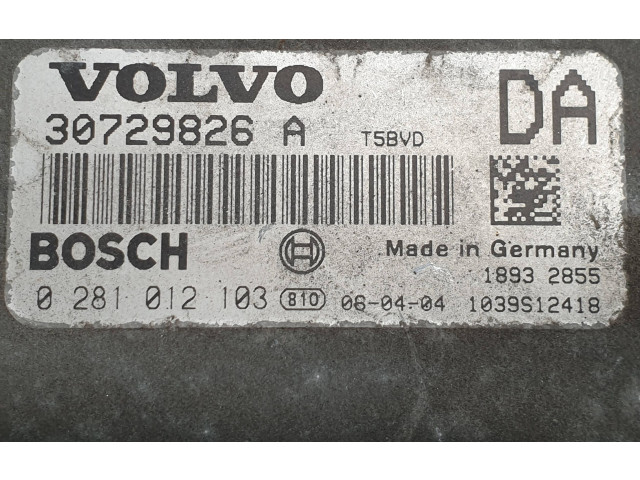 VOLVO
DA
30729826 A T5BVD
BOSCH
Made in Germany
1893 2855
0 281 012 103 810 06-04-04 1039S12418